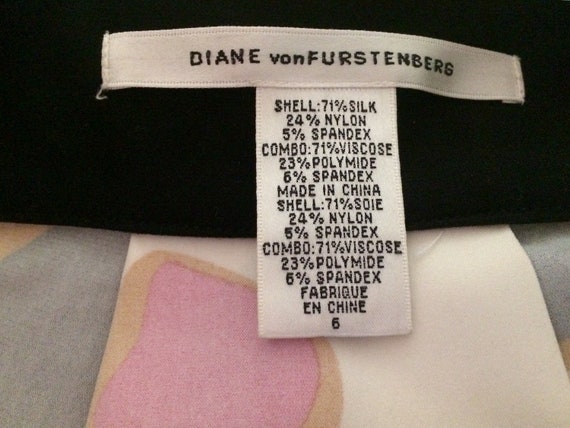 DIANE vonFURSTENBERG
SHELL:71%SILK
24% NYLON
5% SPANDEX
COMBO:71%VISCOSE
23%POLYMIDE
6% SPANDEX
MADE IN CHINA
SHELL:71%SOIE
24% NYLON
5% SPANDEX
COMBO:71%VISCOSE
23%POLYMIDE
6% SPANDEX
FABRIQUE
EN CHINE
6